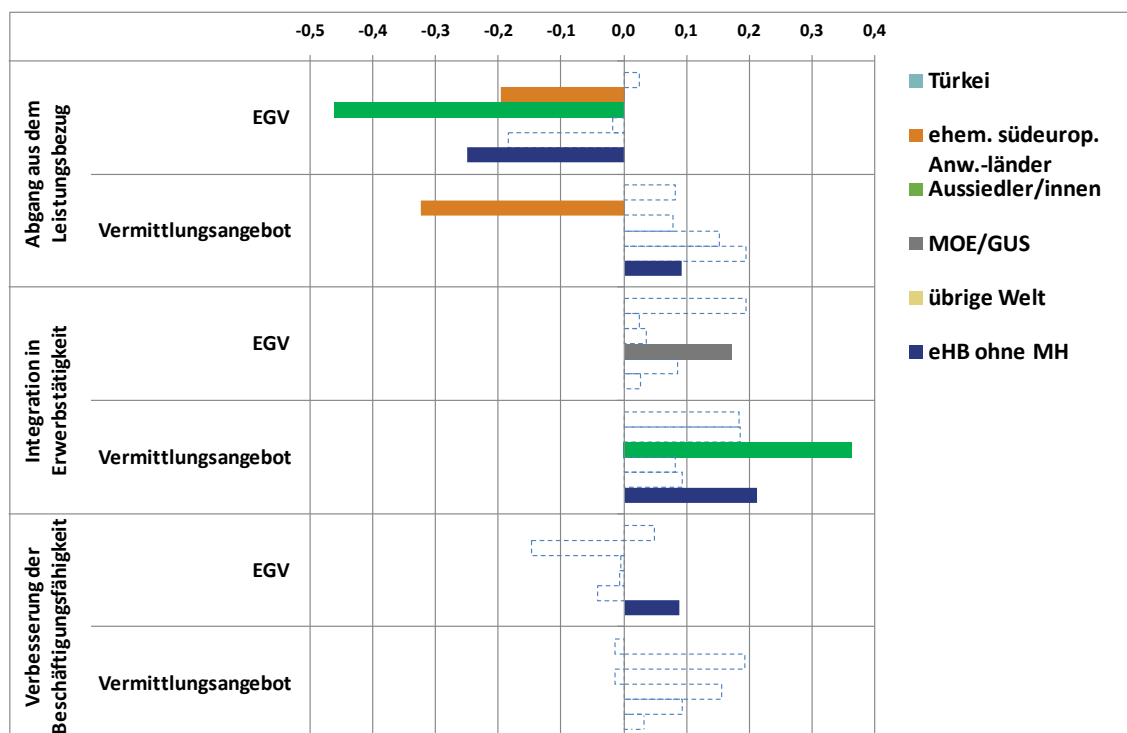 -0,5 -0,4 -0,3 -0,2 -0,1 0,0 0,1 0,2 0,3 0,4
Abgang aus dem
Leistungsbezug
EGV
Vermittlungsangebot
Integration in
Erwerbstätigkeit
EGV
Vermittlungsangebot
Verbesserung der
Beschäftigungsfähigkeit
EGV
Vermittlungsangebot
Türkei
ehem. südeurop.
Anw.-länder
Aussiedler/innen
MOE/GUS
übrige Welt
eHB ohne MH